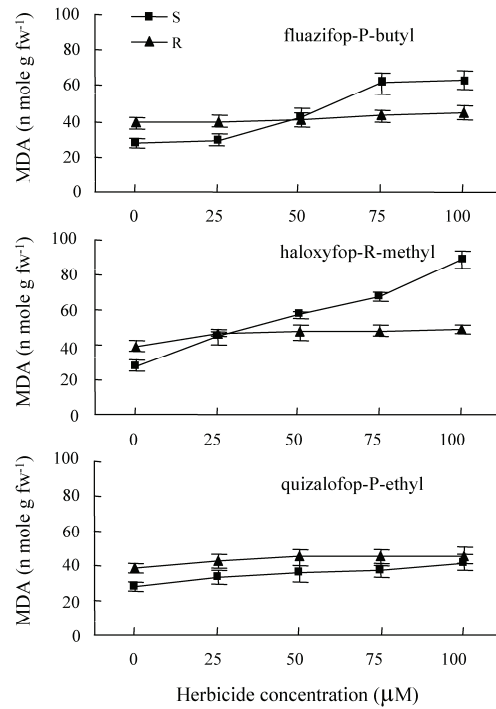 100
80
60
40
20
0
MDA (n mole g fw-1)
S
R
fluazifop-P-butyl
0 25 50 75 100
100
80
60
40
20
0
MDA (n mole g fw-1)
haloxyfop-R-methyl
0 25 50 75 100
100
80
60
40
20
0
MDA (n mole g fw-1)
quizalofop-P-ethyl
0 25 50 75 100
Herbicide concentration (μM)